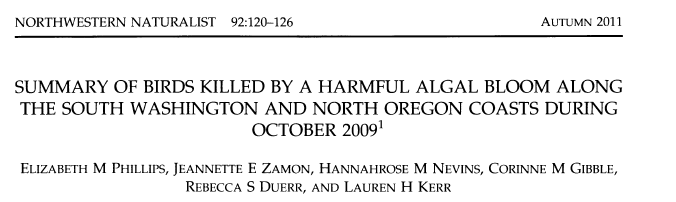 NORTHWESTERN NATURALIST 92:120–126 AUTUMN 2011
SUMMARY OF BIRDS KILLED BY A HARMFUL ALGAL BLOOM ALONG
THE SOUTH WASHINGTON AND NORTH OREGON COASTS DURING
OCTOBER 2009¹
ELIZABETH M PHILLIPS, JEANNETTE E ZAMON, HANNAHROSE M NEVINS, CORINNE M GIBBLE,
REBECCA S DUERR, AND LAUREN H KERR